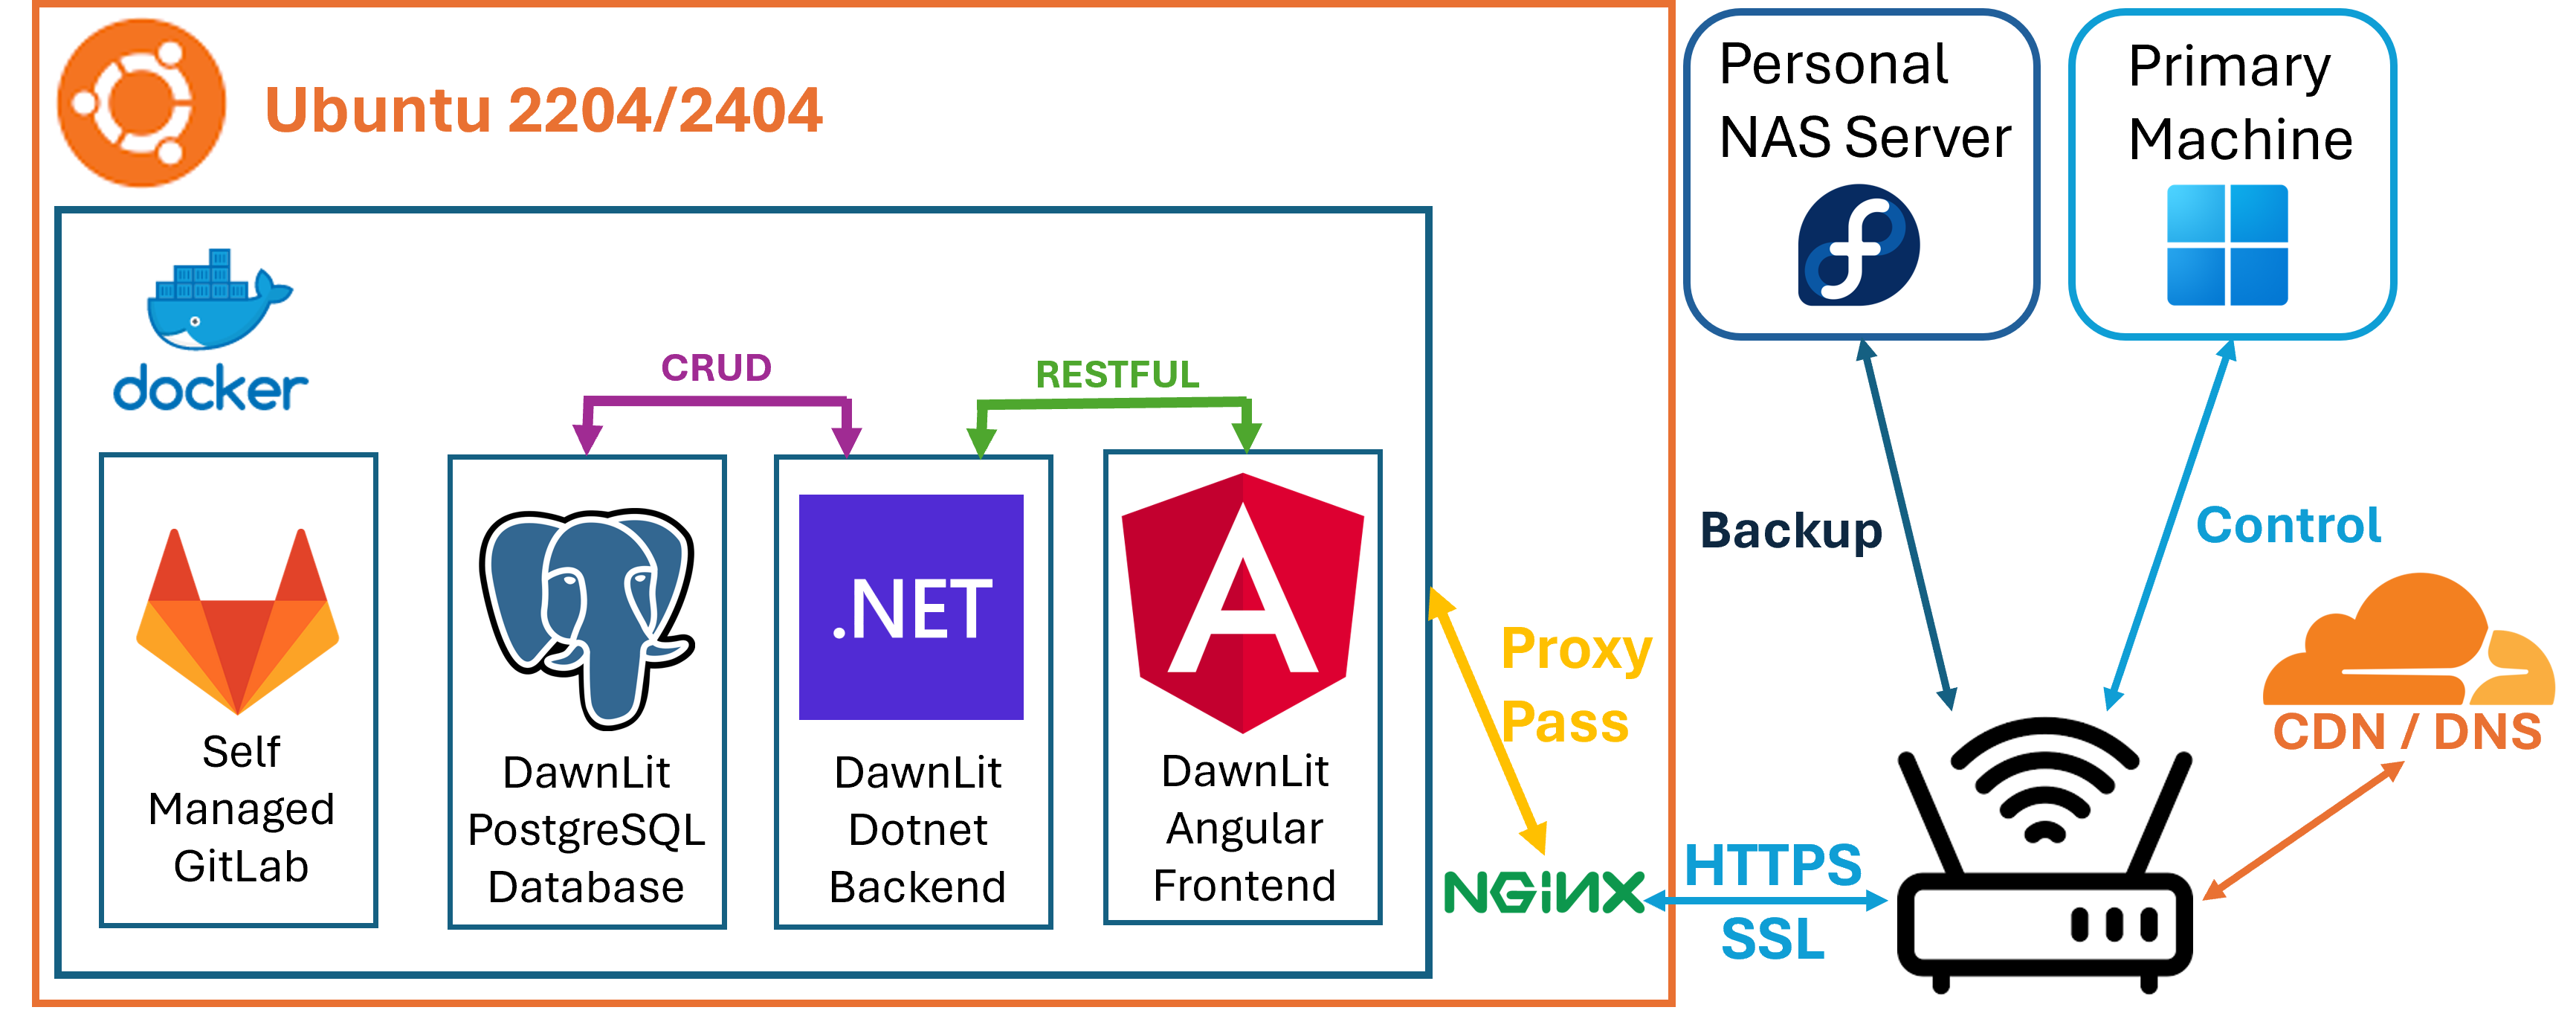 Ubuntu 2204/2404
Personal
NAS Server
Primary
Machine
docker
CRUD
RESTFUL
.NET
Self
Managed
GitLab
DawnLit
PostgreSQL
Database
DawnLit
Dotnet
Backend
DawnLit
Angular
Frontend
Proxy
Pass
NGiNX
HTTPS
SSL
Backup
Control
CDN / DNS